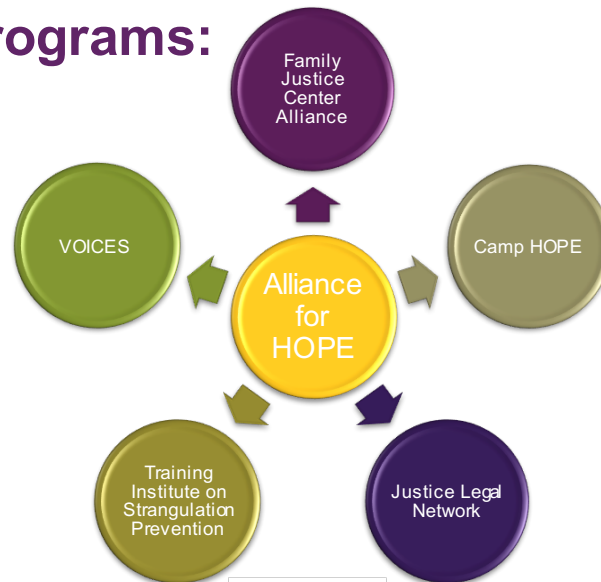 rograms:
Family
Justice
Center
Alliance
VOICES
Camp HOPE
Alliance
for
HOPE
Training
Institute on
Strangulation
Prevention
Justice Legal
Network